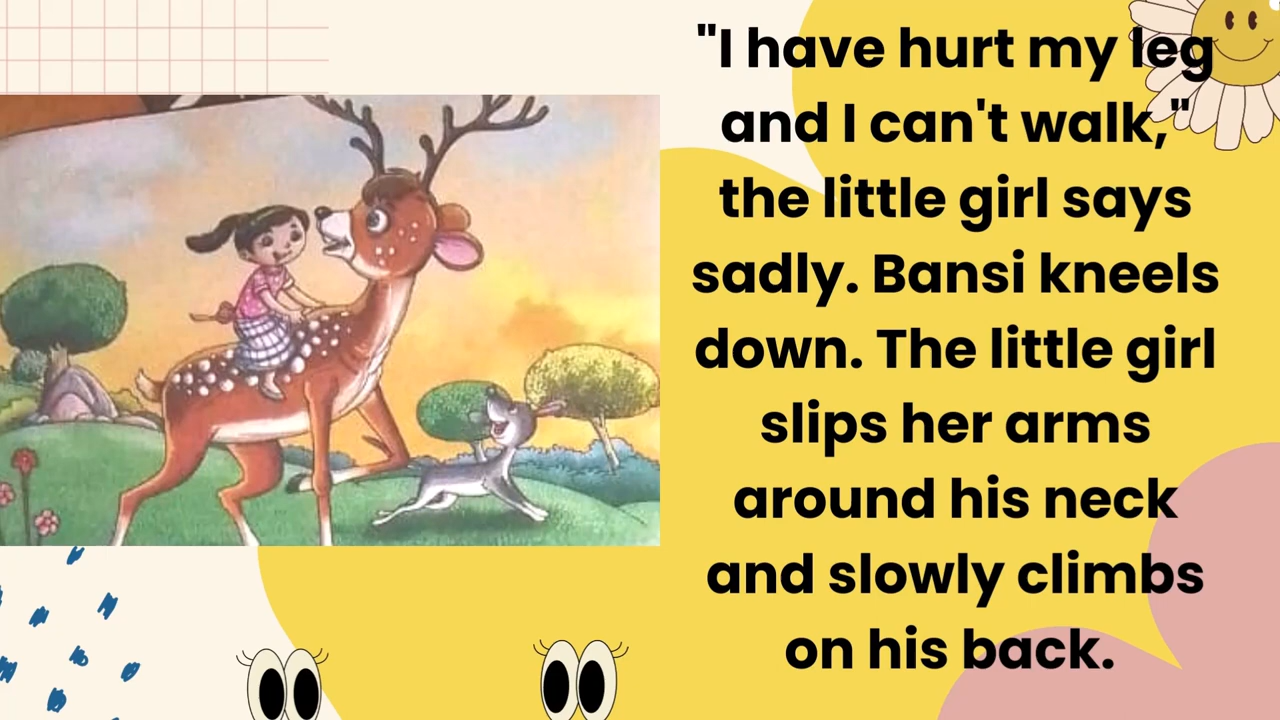 "I have hurt my leg
and I can't walk,"
the little girl says
sadly. Bansi kneels
down. The little girl
slips her arms
around his neck
and slowly climbs
on his back.